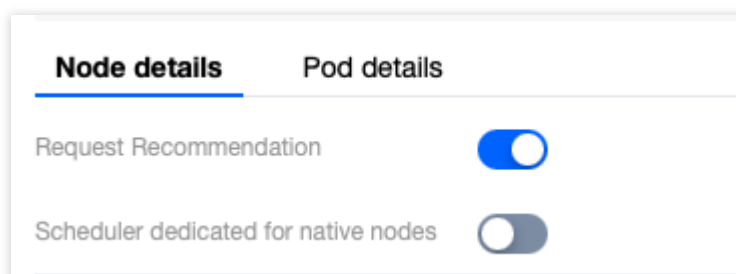 Node details Pod details
Request Recommendation
Scheduler dedicated for native nodes